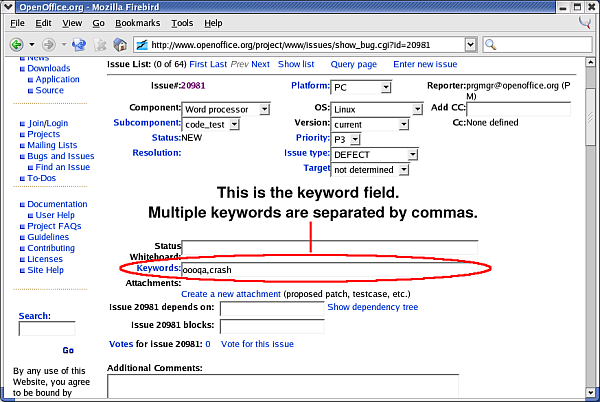 OpenOffice.org - Mozilla Firebird
File Edit View Go Bookmarks Tools Help
http://www.openoffice.org/project/www/issues/show_bug.cgi?id=20981
News
Downloads
Application
Source
Join/Login
Projects
Mailing Lists
Bugs and Issues
Find an Issue
To-Dos
Documentation
User Help
Project FAQs
Guidelines
Contributing
Licenses
Site Help
Search:
Go
By any use of this
Website, you agree
to be bound by
Issue List: (0 of 64) First Last Prev Next Show list Query page Enter new issue
Issue#:20981 Platform: PC Reporter:prgmgr@openoffice.org (P
M)
Component: Word processor OS: Linux Add CC:
Subcomponent: code_test Version: current Cc:None defined
Status:NEW Priority: P3
Resolution: Issue type: DEFECT
Target not determined
This is the keyword field.
Multiple keywords are separated by commas.
Status
Whiteboard:
Keywords: oooqa,crash
Attachments:
Create a new attachment (proposed patch, testcase, etc.)
Issue 20981 depends on: Show dependency tree
Issue 20981 blocks:
Votes for issue 20981: 0 Vote for this issue
Additional Comments: